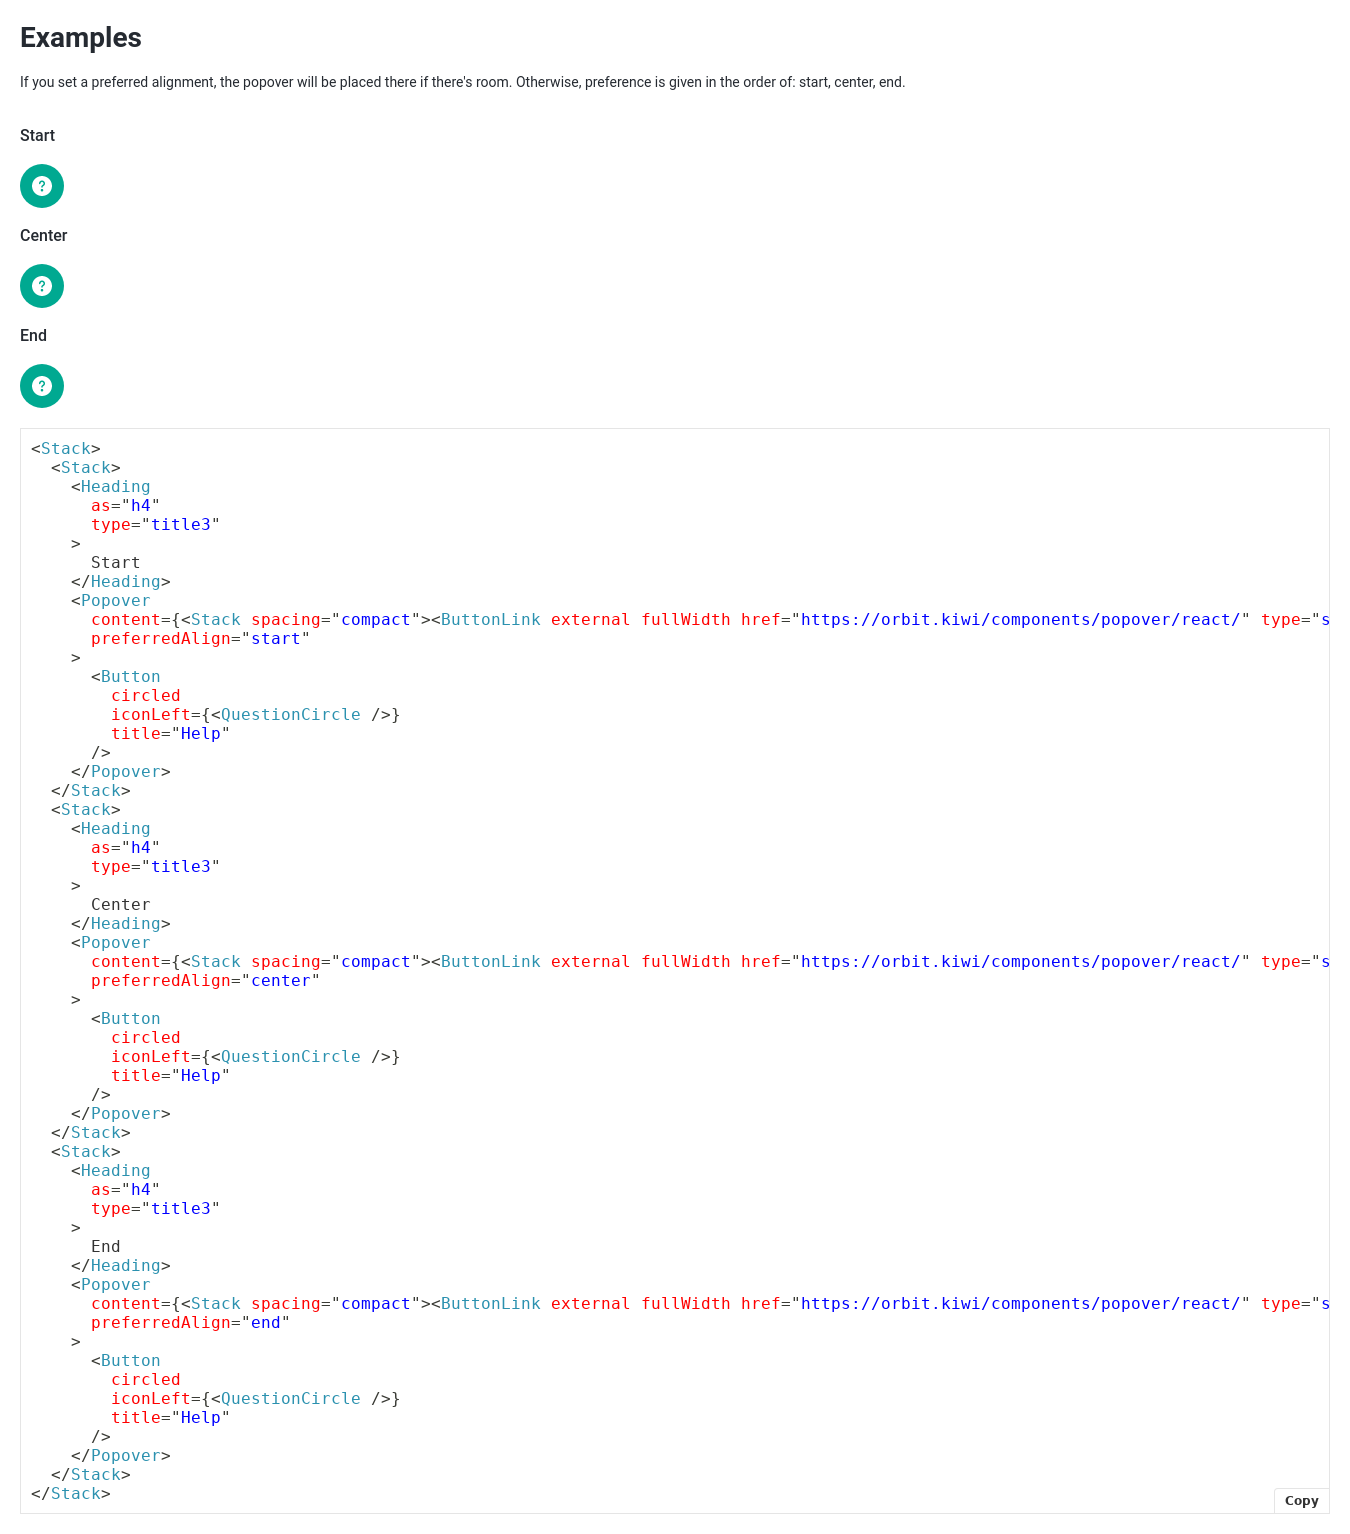 Examples
If you set a preferred alignment, the popover will be placed there if there's room. Otherwise, preference is given in the order of: start, center, end.
Start
?
Center
?
End
?
<Stack>
  <Stack>
    <Heading
      as="h4"
      type="title3"
    >
      Start
    </Heading>
    <Popover
      content={<Stack spacing="compact"><ButtonLink external fullWidth href="https://orbit.kiwi/components/popover/react/" type="s
      preferredAlign="start"
    >
      <Button
        circled
        iconLeft={<QuestionCircle />}
        title="Help"
      />
    </Popover>
  </Stack>
  <Stack>
    <Heading
      as="h4"
      type="title3"
    >
      Center
    </Heading>
    <Popover
      content={<Stack spacing="compact"><ButtonLink external fullWidth href="https://orbit.kiwi/components/popover/react/" type="s
      preferredAlign="center"
    >
      <Button
        circled
        iconLeft={<QuestionCircle />}
        title="Help"
      />
    </Popover>
  </Stack>
  <Stack>
    <Heading
      as="h4"
      type="title3"
    >
      End
    </Heading>
    <Popover
      content={<Stack spacing="compact"><ButtonLink external fullWidth href="https://orbit.kiwi/components/popover/react/" type="s
      preferredAlign="end"
    >
      <Button
        circled
        iconLeft={<QuestionCircle />}
        title="Help"
      />
    </Popover>
  </Stack>
</Stack>
Copy